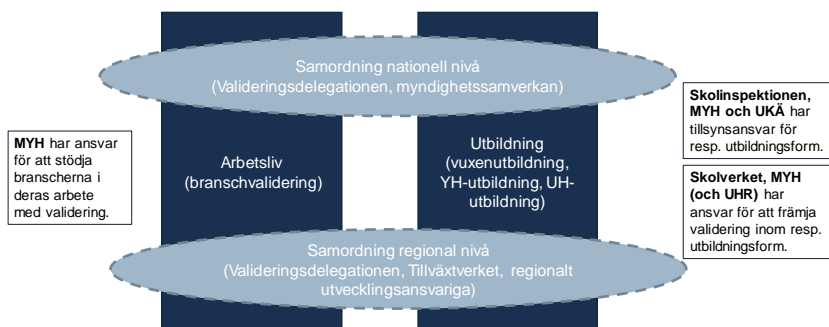 Samordning nationell nivå
(Valideringsdelegationen, myndighetssamverkan)
MYH har ansvar
för att stödja
branscherna i
deras arbete
med validering.
Arbetsliv
(branschvalidering)
Utbildning
(vuxenutbildning,
YH-utbildning, UH-
utbildning)
Skolinspektionen,
MYH och UKÄ har
tillsynsansvar för
resp. utbildningsform.
Skolverket, MYH
(och UHR) har
ansvar för att främja
validering inom resp.
utbildningsform.
Samordning regional nivå
(Valideringsdelegationen, Tillväxtverket, regionalt
utvecklingsansvariga)